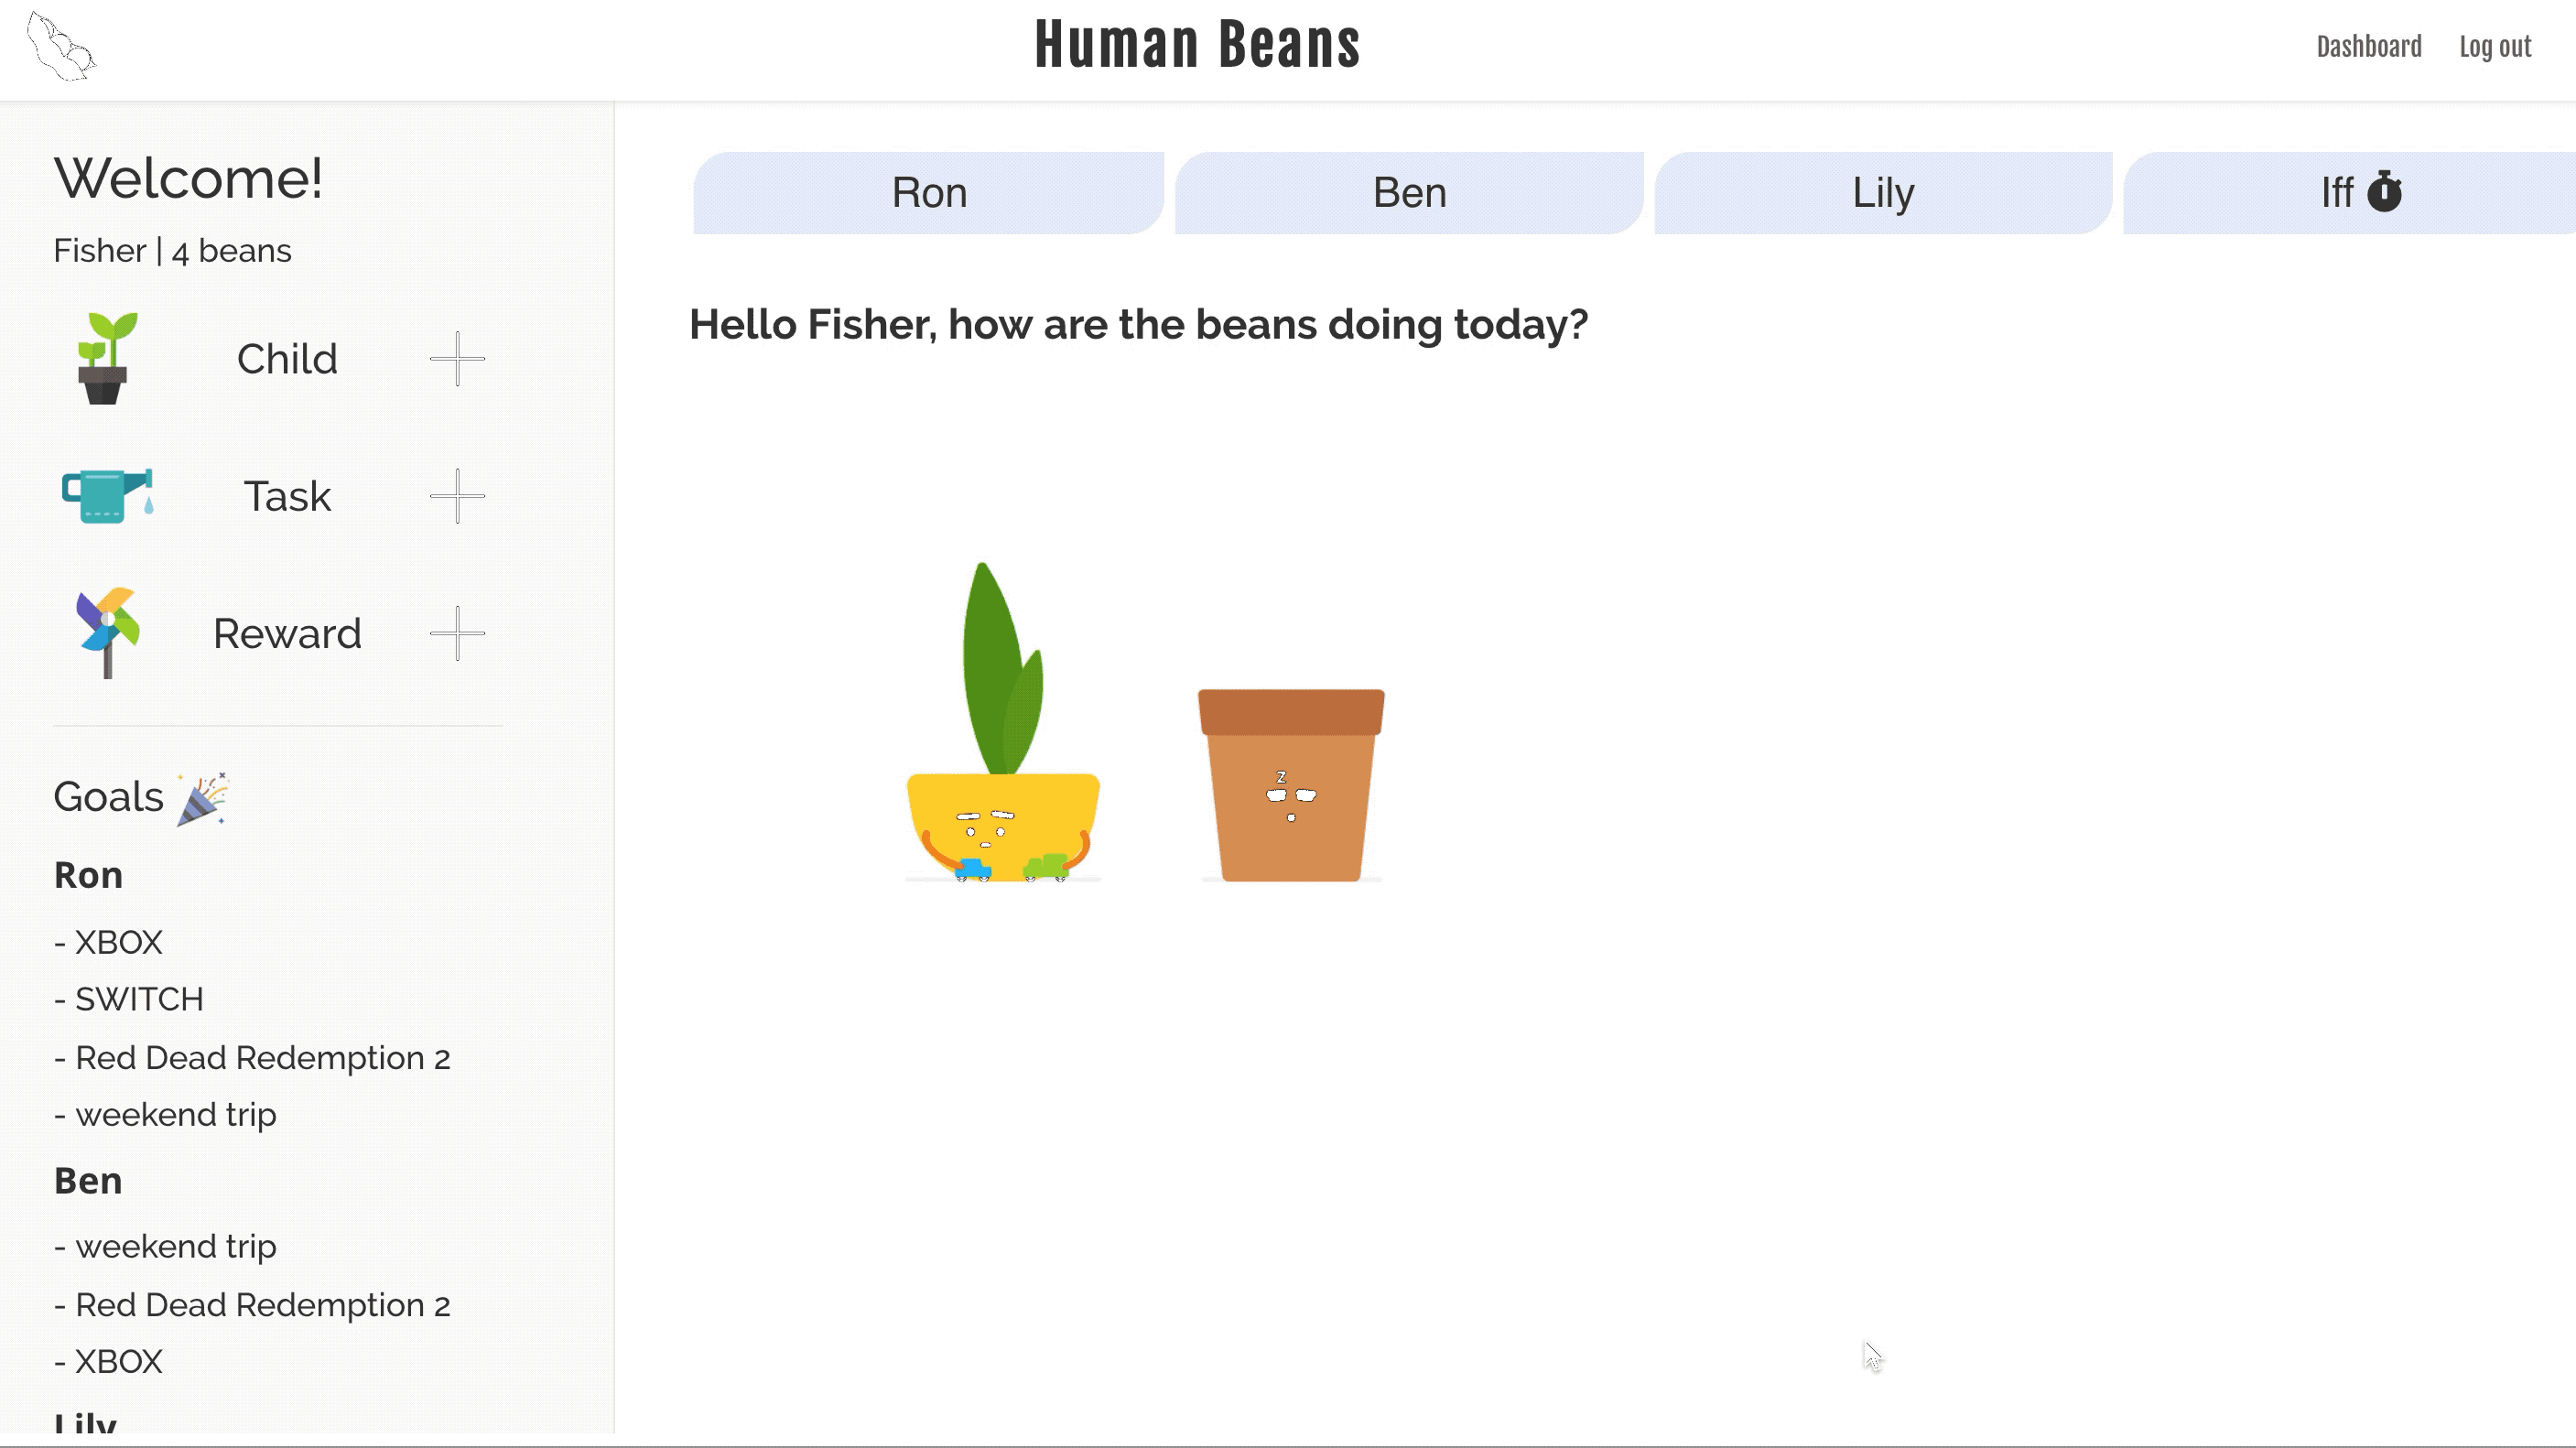 Human Beans
Dashboard
Log out
Welcome!
Fisher | 4 beans
Child
Task
Reward
Goals
Ron
- XBOX
- SWITCH
- Red Dead Redemption 2
- weekend trip
Ben
- weekend trip
- Red Dead Redemption 2
- XBOX
Lily
Ron
Ben
Lily
Iff
Hello Fisher, how are the beans doing today?
z